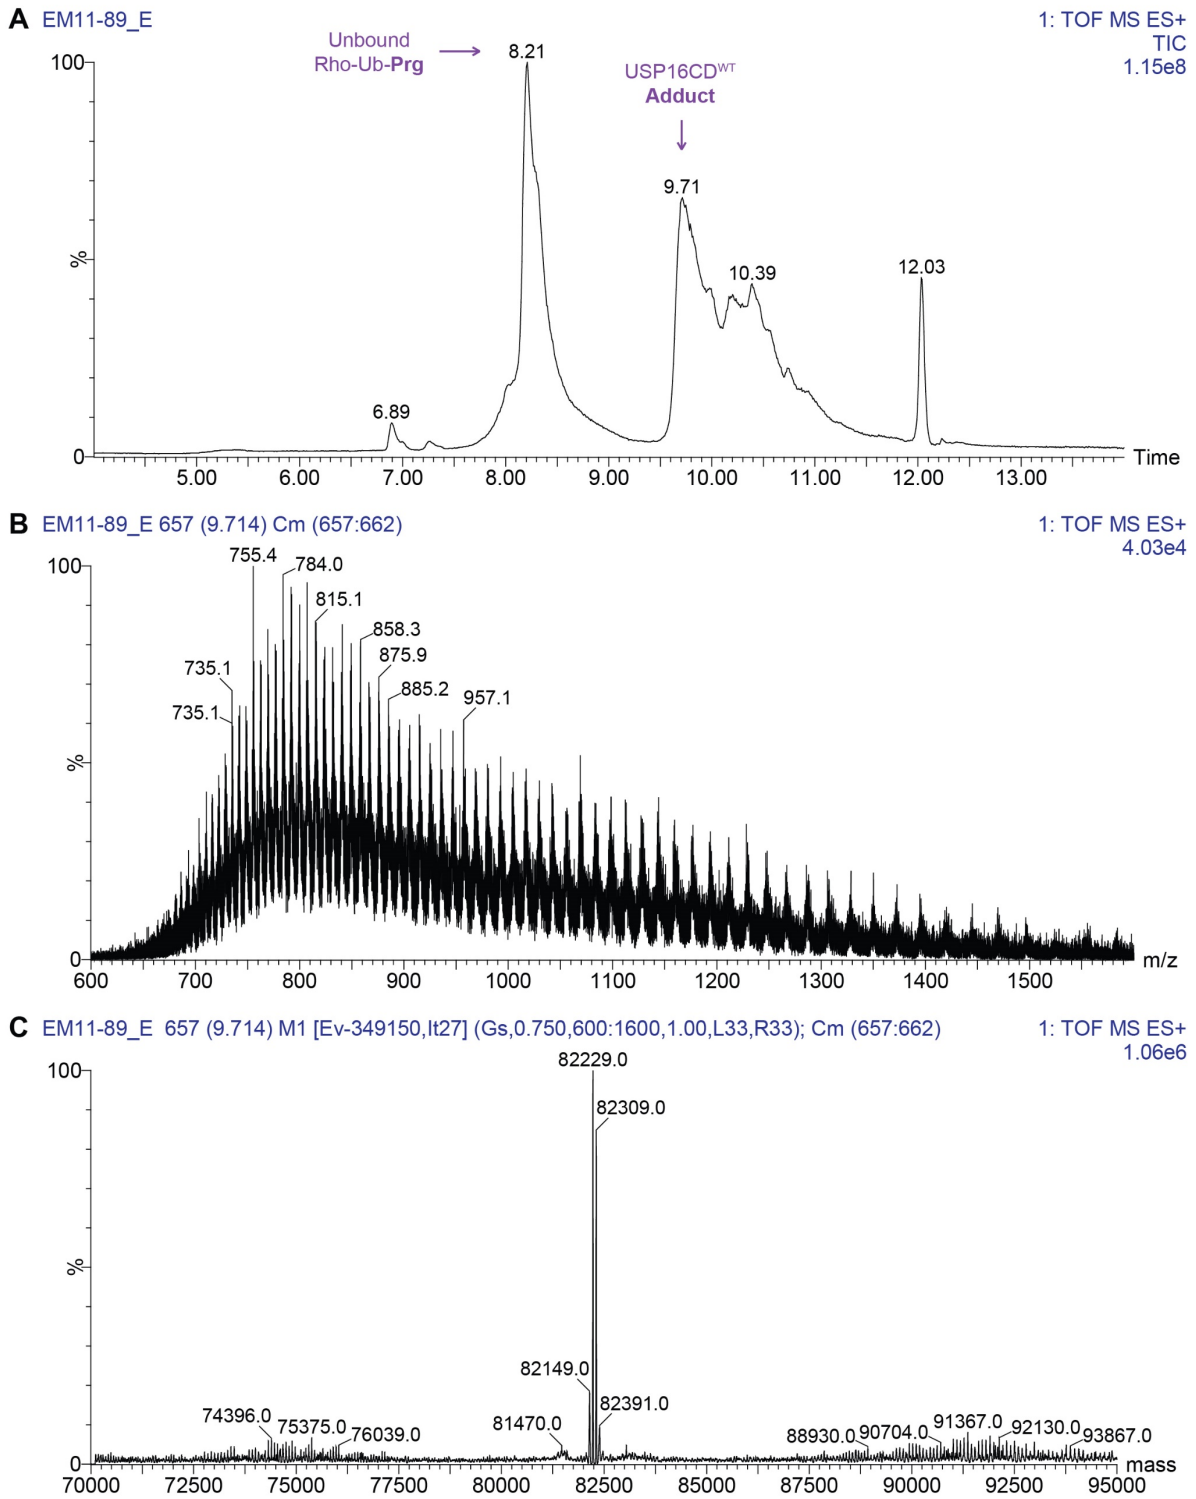 A EM11-89_E
1: TOF MS ES+
TIC
1.15e8
Unbound
Rho-Ub-Prg
8.21
USP16CDWT
Adduct
9.71
10.39
12.03
6.89
100
%
0
5.00 6.00 7.00 8.00 9.00 10.00 11.00 12.00 13.00
Time
B EM11-89_E 657 (9.714) Cm (657:662)
1: TOF MS ES+
4.03e4
755.4
784.0
815.1
858.3
875.9
885.2
957.1
735.1
735.1
100
%
0
600 700 800 900 1000 1100 1200 1300 1400 1500
m/z
C EM11-89_E 657 (9.714) M1 [Ev-349150,It27] (Gs,0.750,600:1600,1.00,L33,R33); Cm (657:662)
1: TOF MS ES+
1.06e6
82229.0
82309.0
82149.0
82391.0
81470.0
74396.0
75375.0
76039.0
88930.0
90704.0
91367.0
92130.0
93867.0
100
%
0
70000 72500 75000 77500 80000 82500 85000 87500 90000 92500 95000
mass